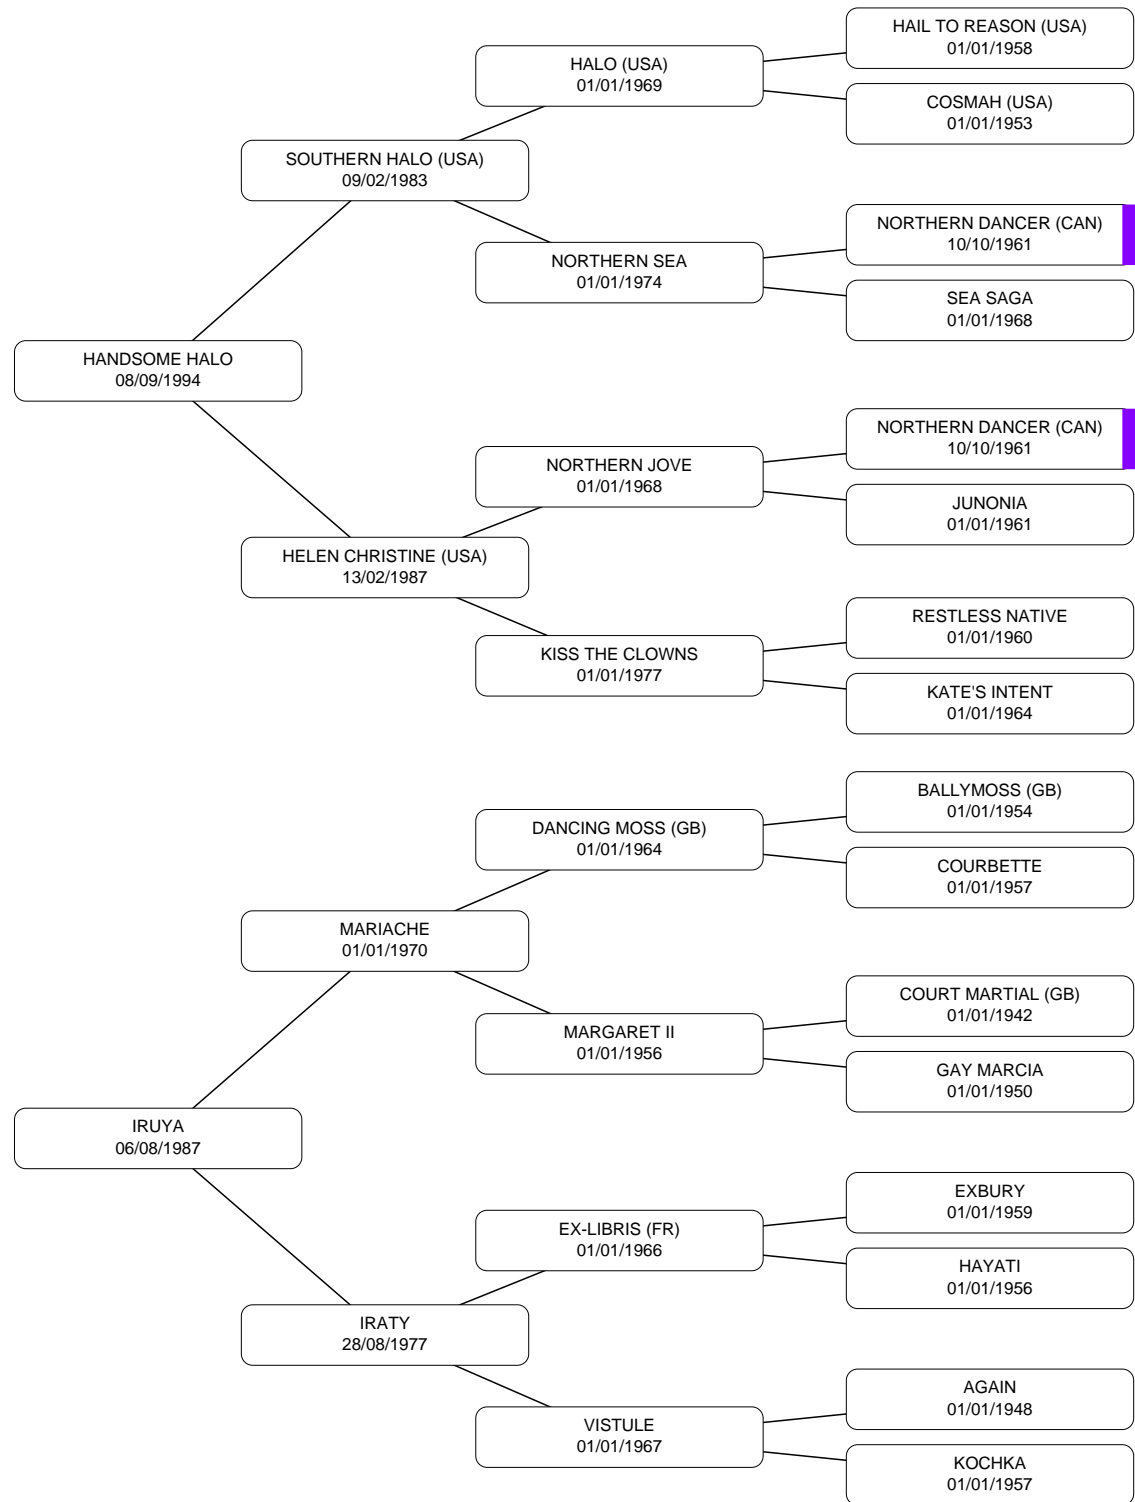 HAIL TO REASON (USA)
01/01/1958
HALO (USA)
01/01/1969
COSMAH (USA)
01/01/1953
SOUTHERN HALO (USA)
09/02/1983
NORTHERN DANCER (CAN)
10/10/1961
NORTHERN SEA
01/01/1974
SEA SAGA
01/01/1968
HANDSOME HALO
08/09/1994
NORTHERN DANCER (CAN)
10/10/1961
NORTHERN JOVE
01/01/1968
JUNONIA
01/01/1961
HELEN CHRISTINE (USA)
13/02/1987
RESTLESS NATIVE
01/01/1960
KISS THE CLOWNS
01/01/1977
KATE'S INTENT
01/01/1964
BALLYMOSS (GB)
01/01/1954
DANCING MOSS (GB)
01/01/1964
COURBETTE
01/01/1957
MARIACHE
01/01/1970
COURT MARTIAL (GB)
01/01/1942
MARGARET II
01/01/1956
GAY MARCIA
01/01/1950
IRUYA
06/08/1987
EXBURY
01/01/1959
EX-LIBRIS (FR)
01/01/1966
HAYATI
01/01/1956
IRATY
28/08/1977
AGAIN
01/01/1948
VISTULE
01/01/1967
KOCHKA
01/01/1957